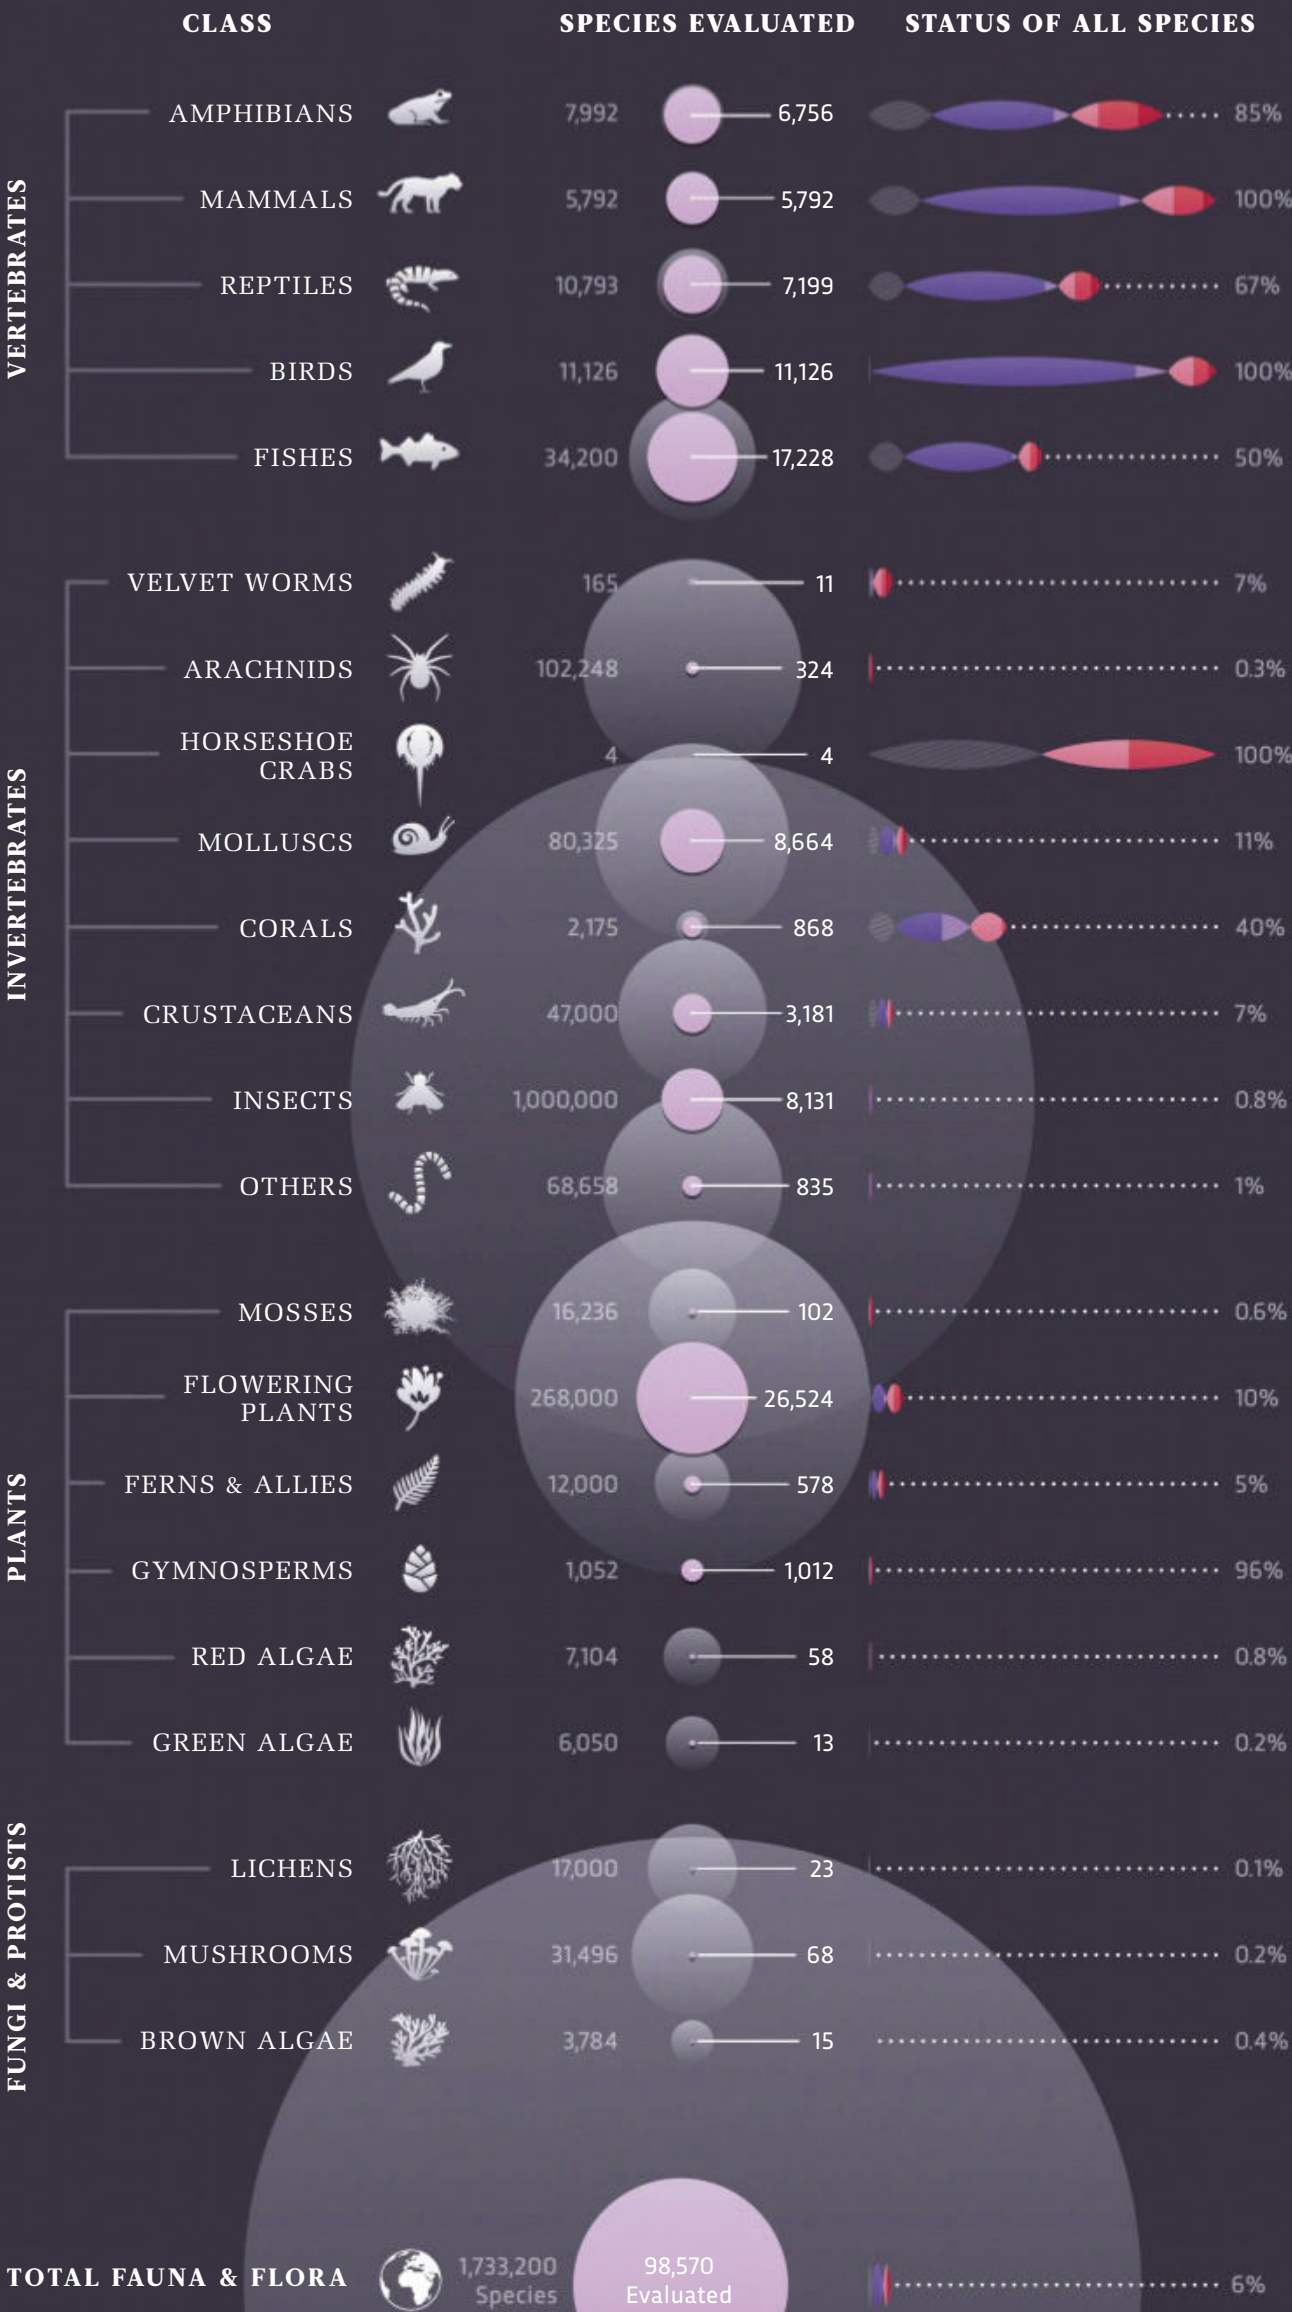 CLASS SPECIES EVALUATED STATUS OF ALL SPECIES
VERTEBRATES
AMPHIBIANS 7,992 6,756 85%
MAMMALS 5,792 5,792 100%
REPTILES 10,793 7,199 67%
BIRDS 11,126 11,126 100%
FISHES 34,200 17,228 50%
INVERTEBRATES
VELVET WORMS 165 11 7%
ARACHNIDS 102,248 324 0.3%
HORSESHOE
CRABS 4 4 100%
MOLLUSCS 80,325 8,664 11%
CORALS 2,175 868 40%
CRUSTACEANS 47,000 3,181 7%
INSECTS 1,000,000 8,131 0.8%
OTHERS 68,658 835 1%
PLANTS
MOSSES 16,236 102 0.6%
FLOWERING
PLANTS 268,000 26,524 10%
FERNS & ALLIES 12,000 578 5%
GYMNOSPERMS 1,052 1,012 96%
RED ALGAE 7,104 58 0.8%
GREEN ALGAE 6,050 13 0.2%
FUNGI & PROTISTS
LICHENS 17,000 23 0.1%
MUSHROOMS 31,496 68 0.2%
BROWN ALGAE 3,784 15 0.4%
TOTAL FAUNA & FLORA 1,733,200 98,570 6%
Species Evaluated